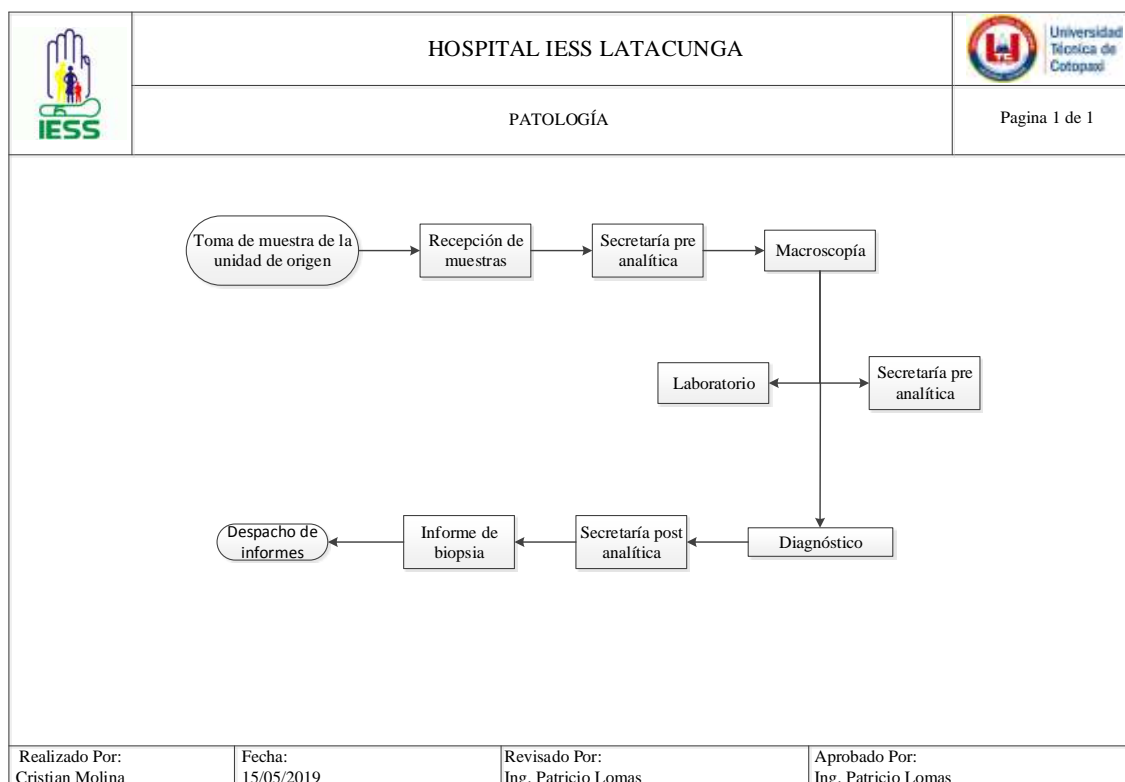 IESS
HOSPITAL IESS LATACUNGA
Universidad
Técnica de
Cotopaxi
PATOLOGÍA
Pagina 1 de 1
Toma de muestra de la
unidad de origen
Recepción de
muestras
Secretaría pre
analítica
Macroscopía
Laboratorio
Secretaría pre
analítica
Despacho de
informes
Informe de
biopsia
Secretaría post
analítica
Diagnóstico
Realizado Por:
Cristian Molina
Fecha:
15/05/2019
Revisado Por:
Ing. Patricio Lomas
Aprobado Por:
Ing. Patricio Lomas